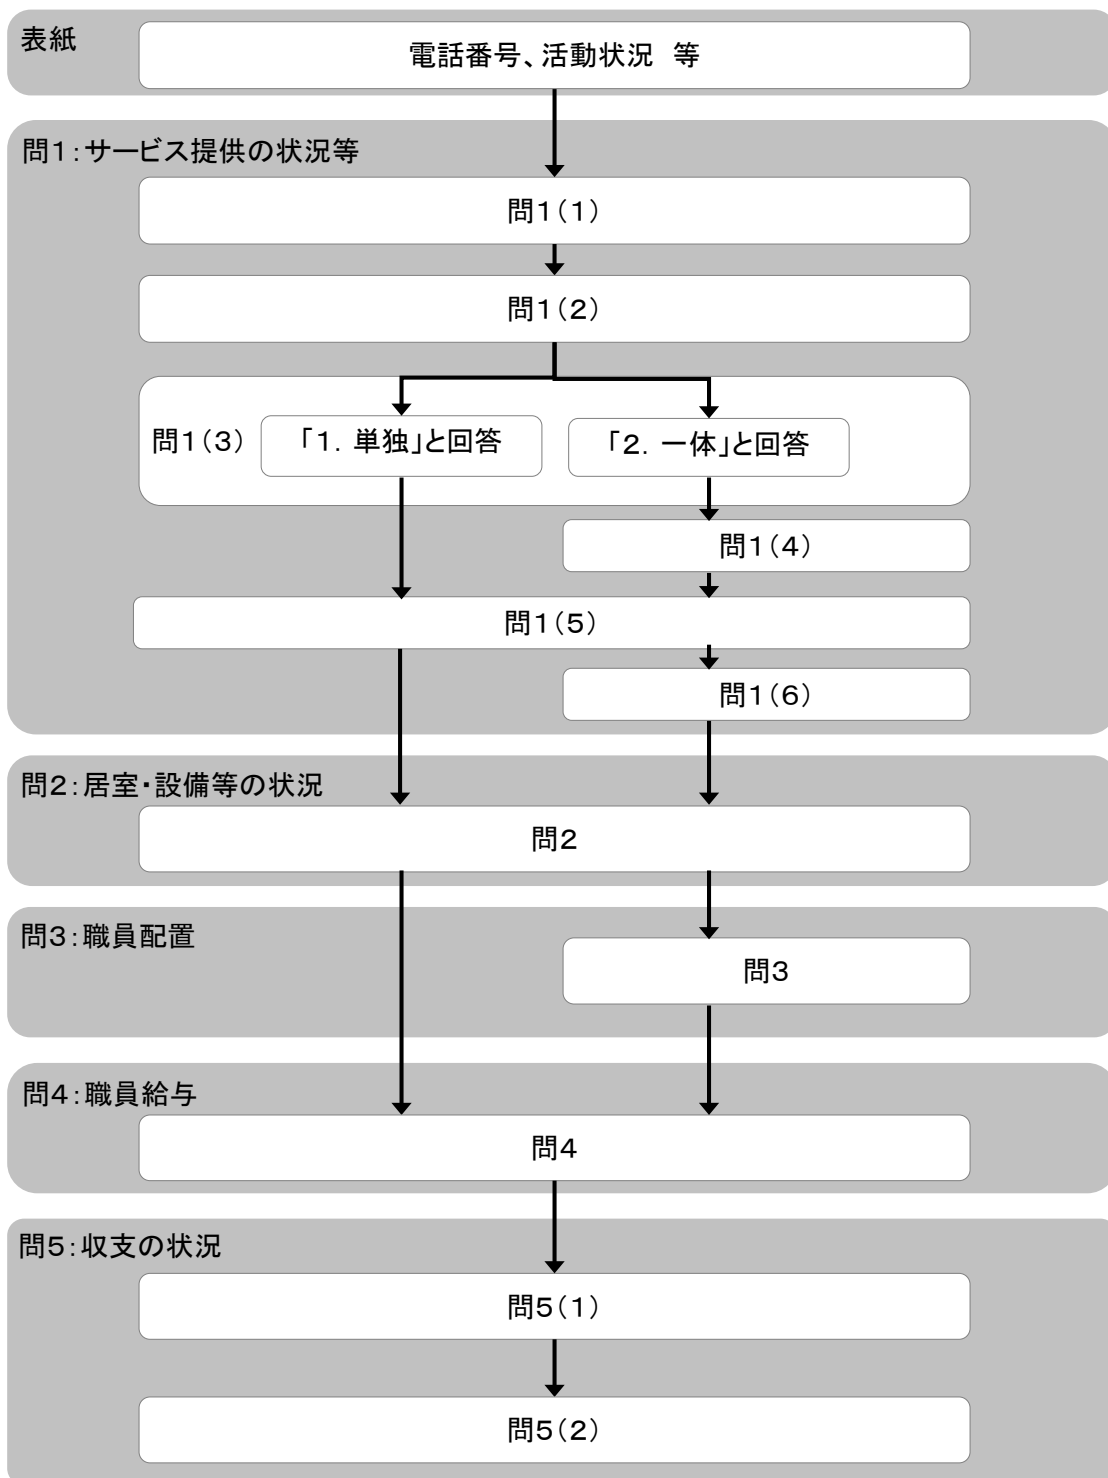 表紙
電話番号、活動状況 等
問1:サービス提供の状況等
問1(1)
問1(2)
問1(3)
「1. 単独」と回答
「2. 一体」と回答
問1(4)
問1(5)
問1(6)
問2:居室・設備等の状況
問2
問3:職員配置
問3
問4:職員給与
問4
問5:収支の状況
問5(1)
問5(2)